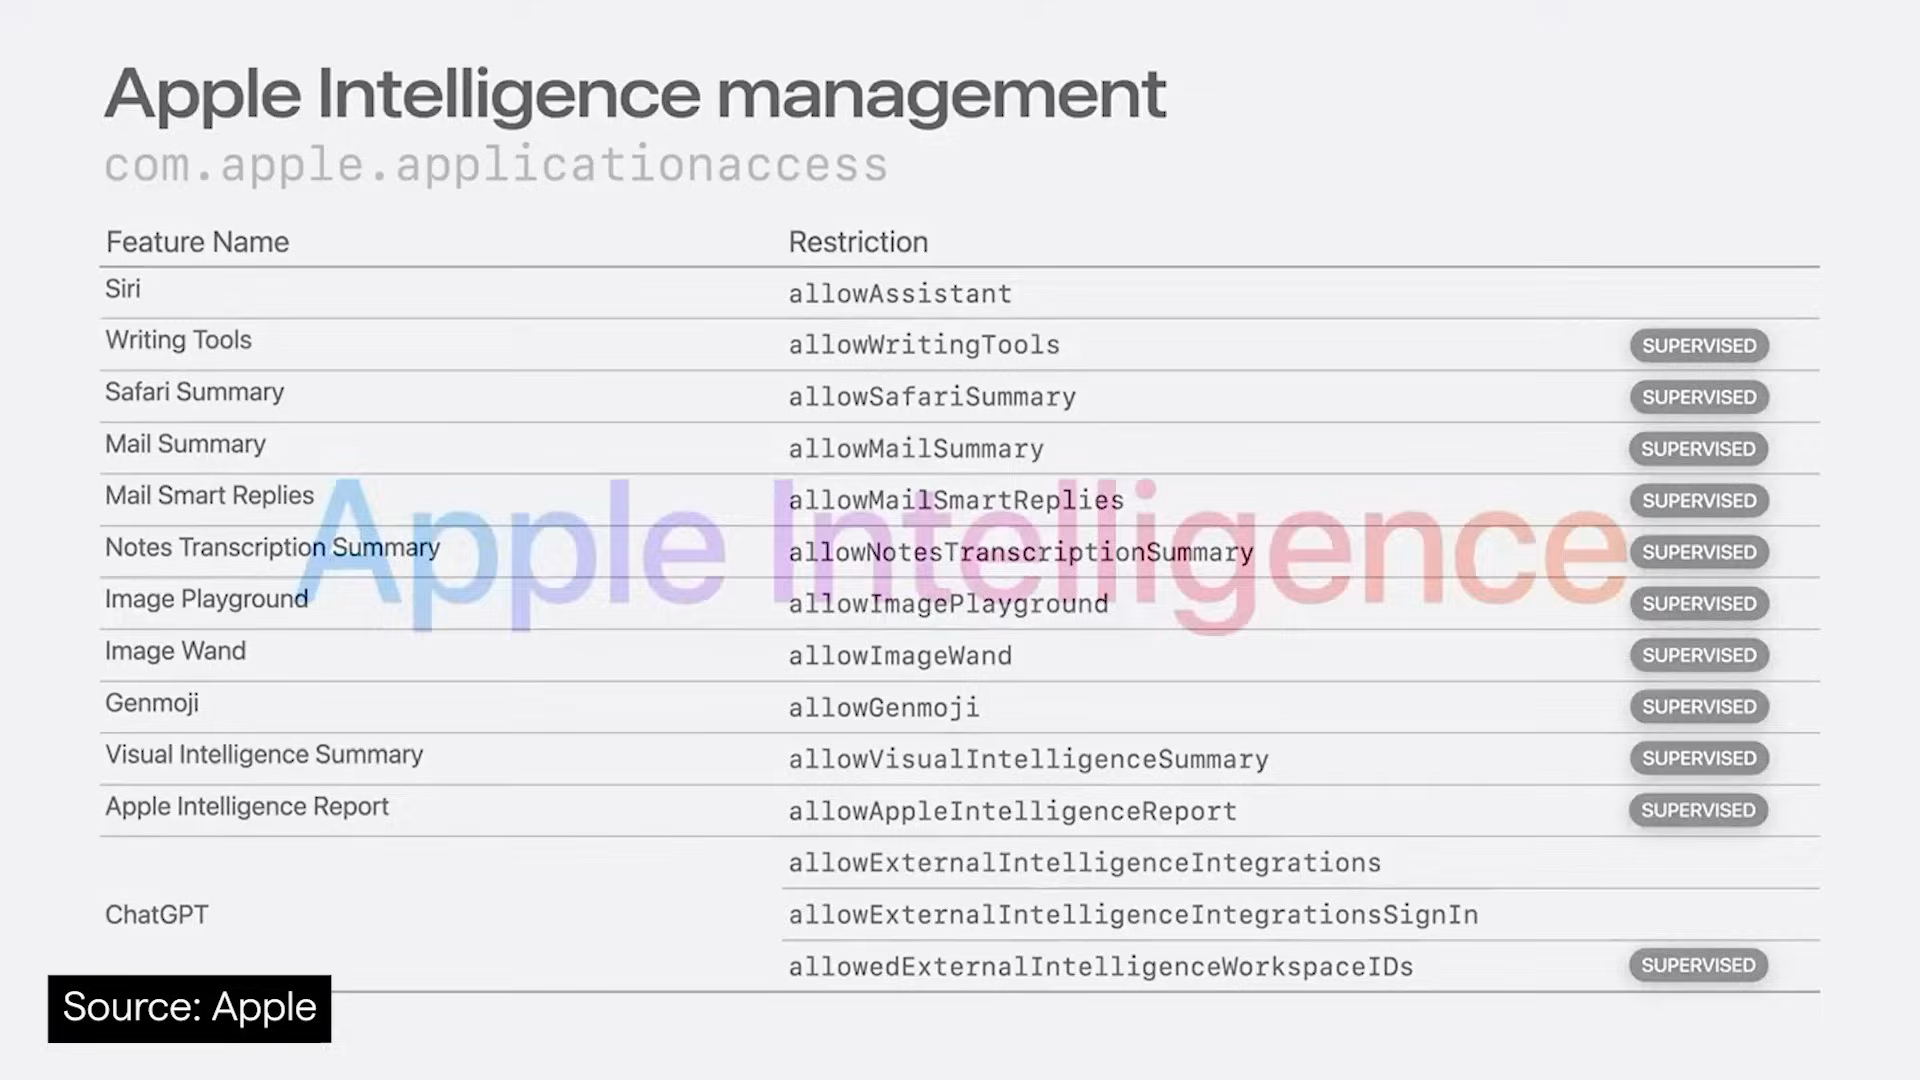 Apple Intelligence management
com.apple.applicationaccess
Feature Name Restriction
Siri allowAssistant
Writing Tools allowWritingTools SUPERVISED
Safari Summary allowSafariSummary SUPERVISED
Mail Summary allowMailSummary SUPERVISED
Mail Smart Replies allowMailSmartReplies SUPERVISED
Apple Intelligence
Notes Transcription Summary allowNotesTranscriptionSummary SUPERVISED
Image Playground allowImagePlayground SUPERVISED
Image Wand allowImageWand SUPERVISED
Genmoji allowGenmoji SUPERVISED
Visual Intelligence Summary allowVisualIntelligenceSummary SUPERVISED
Apple Intelligence Report allowAppleIntelligenceReport SUPERVISED
allowExternalIntelligenceIntegrations
ChatGPT allowExternalIntelligenceIntegrationsSignIn
allowedExternalIntelligenceWorkspaceIDs SUPERVISED
Source: Apple